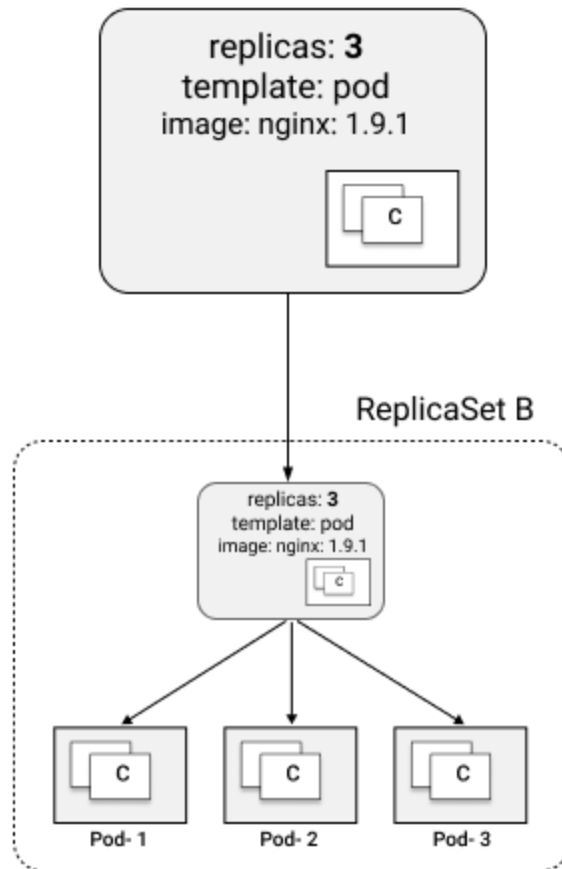 replicas: 3
template: pod
image: nginx: 1.9.1
C
ReplicaSet B
replicas: 3
template: pod
image: nginx: 1.9.1
C
C
C
C
Pod- 1
Pod- 2
Pod- 3